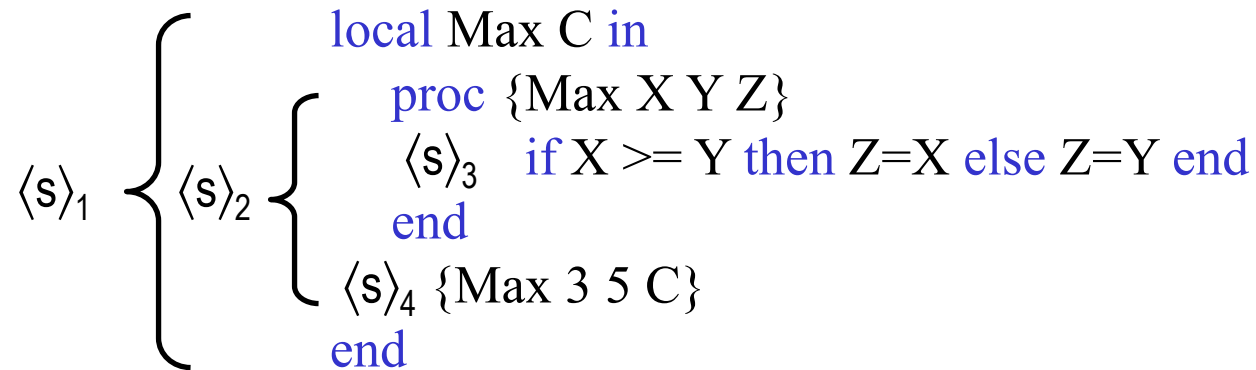 local Max C in
proc {Max X Y Z}
⟨s⟩₃ if X >= Y then Z=X else Z=Y end
⟨s⟩₁ ⟨s⟩₂
end
⟨s⟩₄ {Max 3 5 C}
end